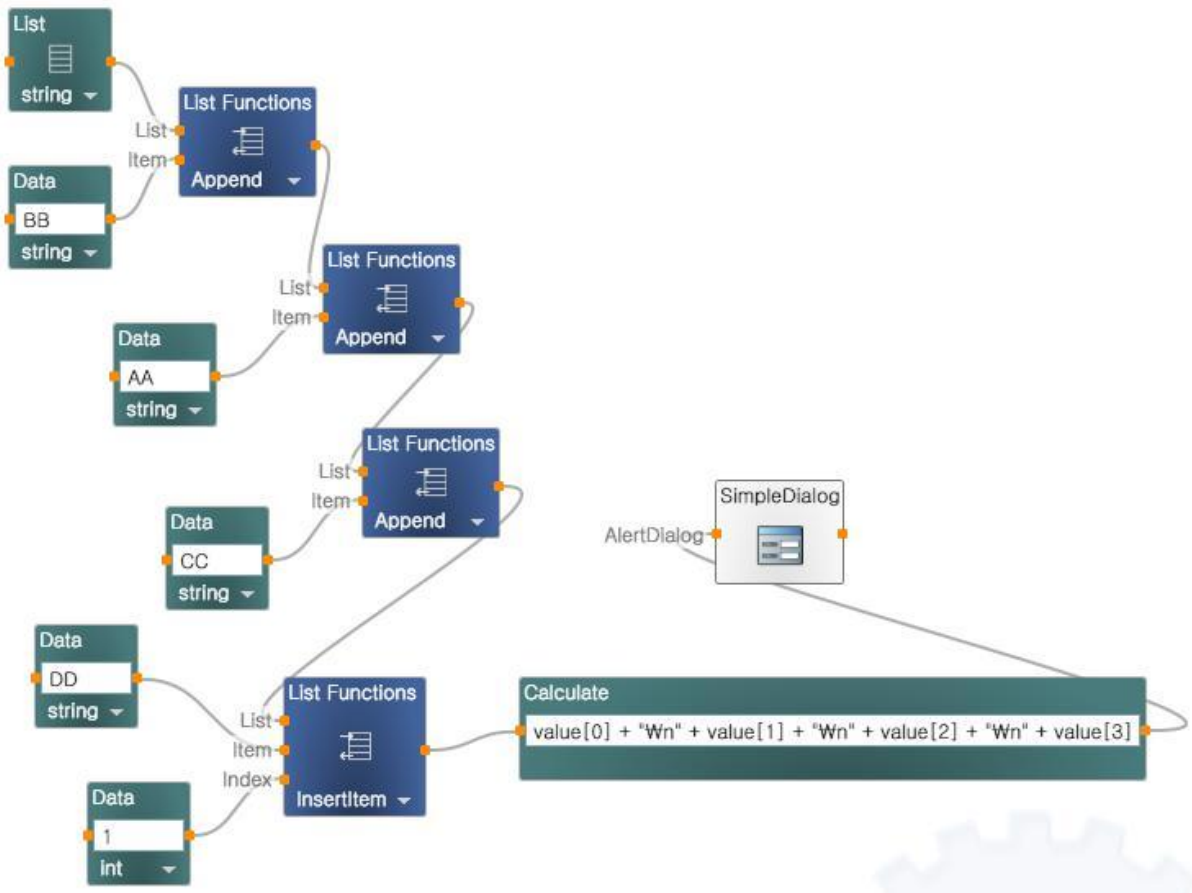 List
string
List Functions
List
Item
Append
Data
BB
string
List Functions
List
Item
Append
Data
AA
string
List Functions
List
Item
Append
Data
CC
string
SimpleDialog
AlertDialog
Data
DD
string
List Functions
List
Item
Index
InsertItem
Calculate
value[0] + "₩n" + value[1] + "₩n" + value[2] + "₩n" + value[3]
Data
1
int